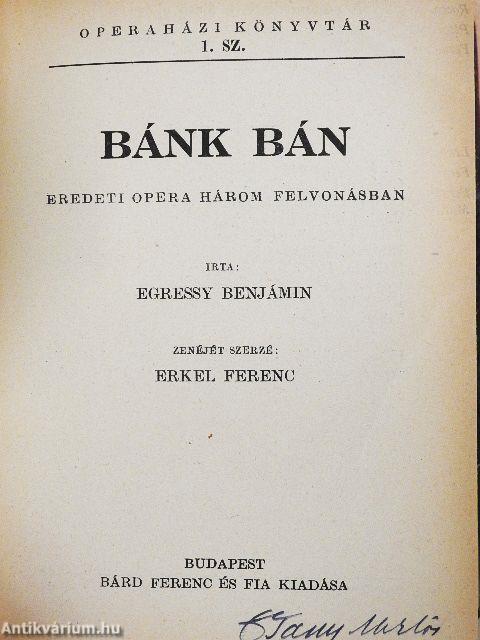 OPERAHÁZI KÖNYVTÁR
1. SZ.
BÁNK BÁN
EREDETI OPERA HÁROM FELVONÁSBAN
IRTA:
EGRESSY BENJÁMIN
ZENÉJÉT SZERZÉ:
ERKEL FERENC
BUDAPEST
BÁRD FERENC ÉS FIA KIADÁSA
Antikvárium.hu